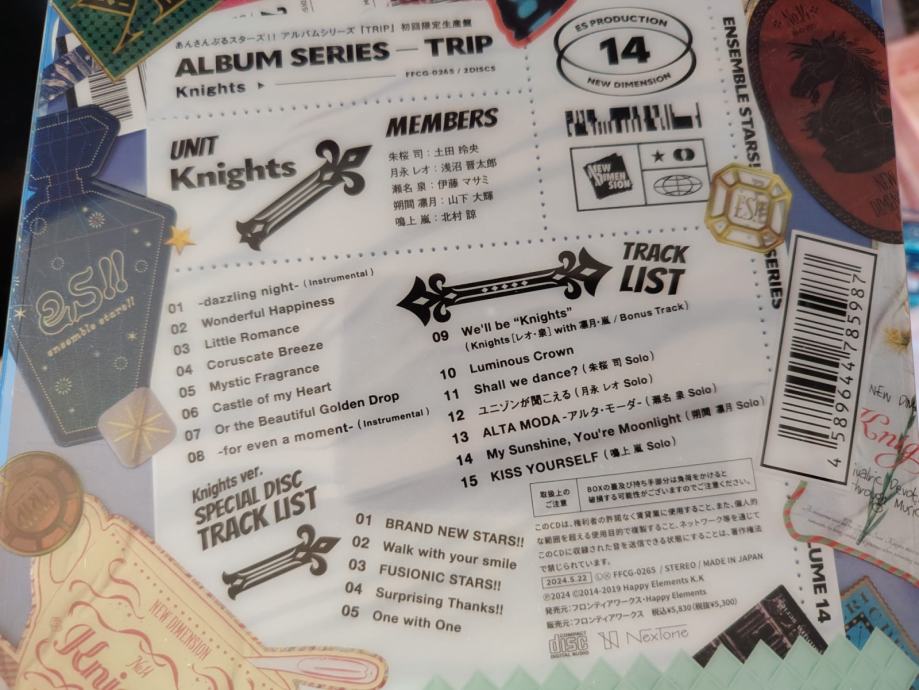 あんさんぶるスターズ!! アルバムシリーズ 「TRIP」 初回限定生産盤
ALBUM SERIES — TRIP
Knights
FFCG-0265 / 2DISCS
ES PRODUCTION
14
NEW DIMENSION
UNIT
Knights
MEMBERS
朱桜 司 : 土田 玲央
月永 レオ : 浅沼 晋太郎
瀬名 泉 : 伊藤 マサミ
朔間 凛月 : 山下 大輝
鳴上 嵐 : 北村 諒
NEW DIMENSION
ENSEMBLE STARS!!
SERIES
ES
2.5!!
ensemble stars!!
TRACK LIST
01 -dazzling night- (Instrumental)
02 Wonderful Happiness
03 Little Romance
04 Coruscate Breeze
05 Mystic Fragrance
06 Castle of my Heart
07 Or the Beautiful Golden Drop
08 -for even a moment- (Instrumental)
09 We'll be "Knights"
(Knights [レオ・泉] with 凛月・嵐 / Bonus Track)
10 Luminous Crown
11 Shall we dance? (朱桜 司 Solo)
12 ユニゾンが聞こえる (月永 レオ Solo)
13 ALTA MODA-アルタ・モーダ- (瀬名 泉 Solo)
14 My Sunshine, You're Moonlight (朔間 凛月 Solo)
15 KISS YOURSELF (鳴上 嵐 Solo)
4 589644 785987
Knights ver.
SPECIAL DISC
TRACK LIST
01 BRAND NEW STARS!!
02 Walk with your smile
03 FUSIONIC STARS!!
04 Surprising Thanks!!
05 One with One
取扱上の
ご注意
BOXの蓋及び持ち手部分は負荷をかけると
破損する可能性がございますのでご注意ください。
このCDは、権利者の許諾なく賃貸業に使用すること、また、個人的
な範囲を超える使用目的で複製すること、ネットワーク等を通じて
このCDに収録された音を送信できる状態にすることは、著作権法
で禁じられています。
2024.5.22 FFCG-0265 / STEREO / MADE IN JAPAN
℗2024 ©2014-2019 Happy Elements K.K
発売元:フロンティアワークス・Happy Elements
販売元:フロンティアワークス 税込¥5,830(税抜¥5,300)
COMPACT
disc
DIGITAL AUDIO
NexTone
VOLUME 14
NEW DIMENSION
Knights